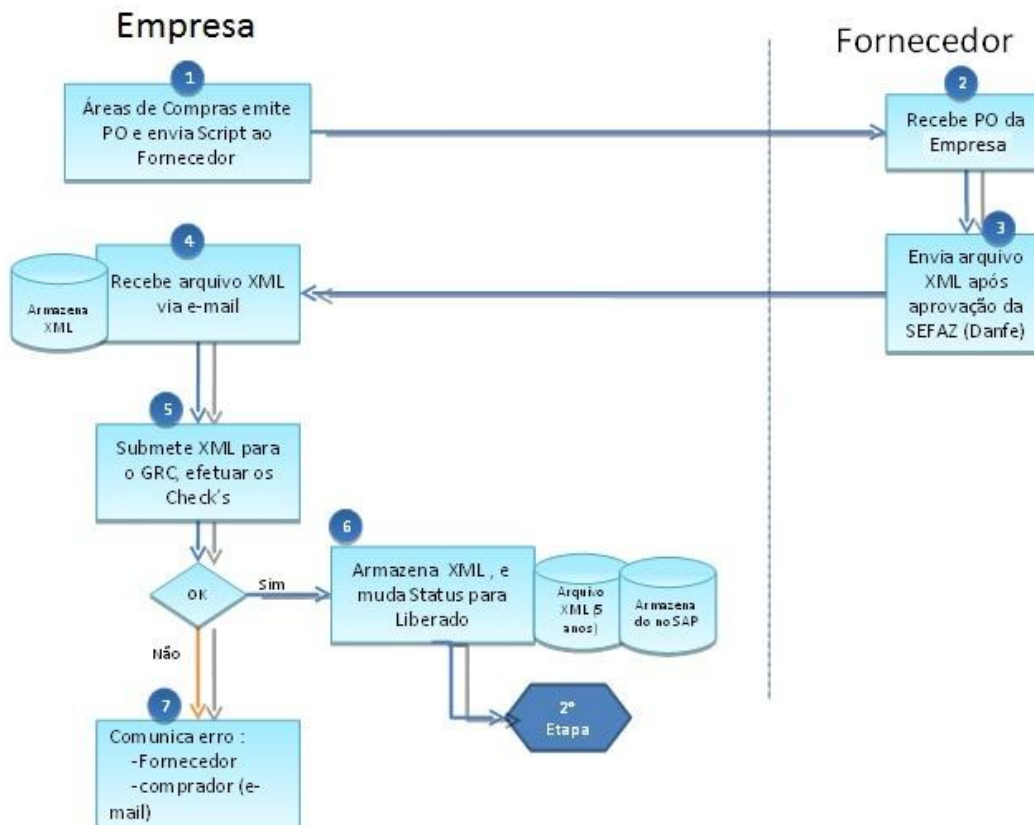 Empresa
Fornecedor
1
Áreas de Compras emite
PO e envia Script ao
Fornecedor
2
Recebe PO da
Empresa
3
Envia arquivo
XML após
aprovação da
SEFAZ (Danfe)
4
Recebe arquivo XML
via e-mail
Armazena
XML
5
Submete XML para
o GRC, efetuar os
Check's
OK
Sim
Não
6
Armazena XML , e
muda Status para
Liberado
Arquivo
XML (5
anos)
Armazena
do no SAP
2º
Etapa
7
Comunica erro :
-Fornecedor
-comprador (e-
mail)